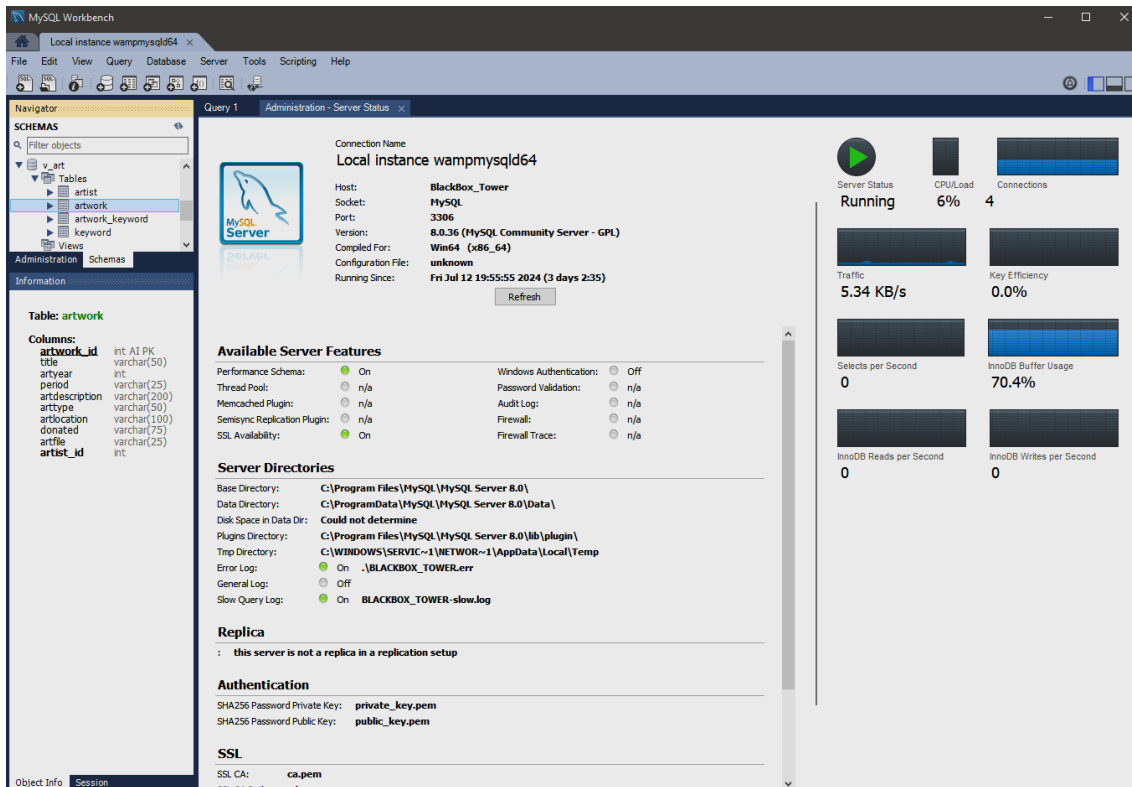 MySQL Workbench
Local instance wampmysqld64 ×
File Edit View Query Database Server Tools Scripting Help
Navigator
SCHEMAS
Filter objects
v_art
Tables
artist
artwork
artwork_keyword
keyword
Views
Administration Schemas
Information
Table: artwork
Columns:
artwork_id int AI PK
title varchar(50)
artyear int
period varchar(25)
artdescription varchar(200)
arttype varchar(50)
artlocation varchar(100)
donated varchar(75)
artfile varchar(25)
artist_id int
Object Info Session
Query 1 Administration - Server Status ×
MySQL
Server
Connection Name
Local instance wampmysqld64
Host: BlackBox_Tower
Socket: MySQL
Port: 3306
Version: 8.0.36 (MySQL Community Server - GPL)
Compiled For: Win64 (x86_64)
Configuration File: unknown
Running Since: Fri Jul 12 19:55:55 2024 (3 days 2:35)
Refresh
Available Server Features
Performance Schema: On Windows Authentication: Off
Thread Pool: n/a Password Validation: n/a
Memcached Plugin: n/a Audit Log: n/a
Semisync Replication Plugin: n/a Firewall: n/a
SSL Availability: On Firewall Trace: n/a
Server Directories
Base Directory: C:\Program Files\MySQL\MySQL Server 8.0\
Data Directory: C:\ProgramData\MySQL\MySQL Server 8.0\Data\
Disk Space in Data Dir: Could not determine
Plugins Directory: C:\Program Files\MySQL\MySQL Server 8.0\lib\plugin\
Tmp Directory: C:\WINDOWS\SERVIC~1\NETWOR~1\AppData\Local\Temp
Error Log: On .\BLACKBOX_TOWER.err
General Log: Off
Slow Query Log: On BLACKBOX_TOWER-slow.log
Replica
: this server is not a replica in a replication setup
Authentication
SHA256 Password Private Key: private_key.pem
SHA256 Password Public Key: public_key.pem
SSL
SSL CA: ca.pem
Server Status CPU/Load Connections
Running 6% 4
Traffic Key Efficiency
5.34 KB/s 0.0%
Selects per Second InnoDB Buffer Usage
0 70.4%
InnoDB Reads per Second InnoDB Writes per Second
0 0